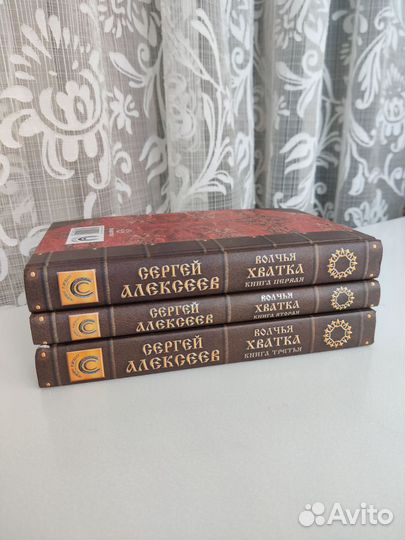 СЕРГЕЙ
АЛЕКСЕЕВ
ВОЛЧЬЯ
ХВАТКА
КНИГА ПЕРВАЯ
СЕРГЕЙ
АЛЕКСЕЕВ
ВОЛЧЬЯ
ХВАТКА
КНИГА ВТОРАЯ
СЕРГЕЙ
АЛЕКСЕЕВ
ВОЛЧЬЯ
ХВАТКА
КНИГА ТРЕТЬЯ
Avito